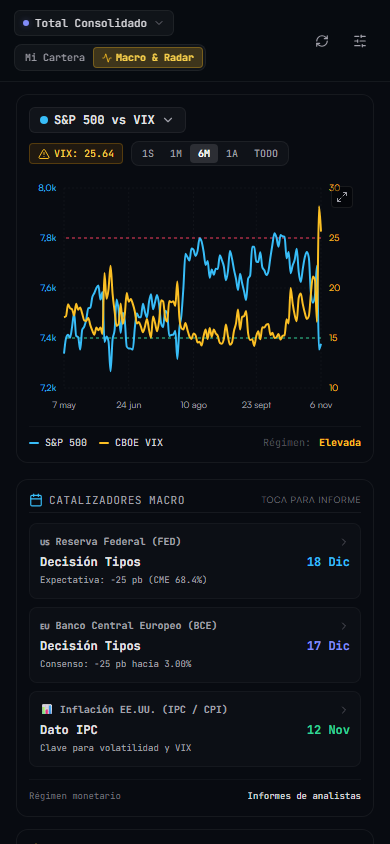 Total Consolidado
Mi Cartera
Macro & Radar
S&P 500 vs VIX
VIX: 25.64
1S 1M 6M 1A TODO
8,0k 30
7,8k 25
7,6k 20
7,4k 15
7,2k 10
7 may 24 jun 10 ago 23 sept 6 nov
S&P 500 CBOE VIX Régimen: Elevada
CATALIZADORES MACRO TOCA PARA INFORME
US Reserva Federal (FED)
Decisión Tipos 18 Dic
Expectativa: -25 pb (CME 68.4%)
EU Banco Central Europeo (BCE)
Decisión Tipos 17 Dic
Consenso: -25 pb hacia 3.00%
Inflación EE.UU. (IPC / CPI)
Dato IPC 12 Nov
Clave para volatilidad y VIX
Régimen monetario Informes de analistas